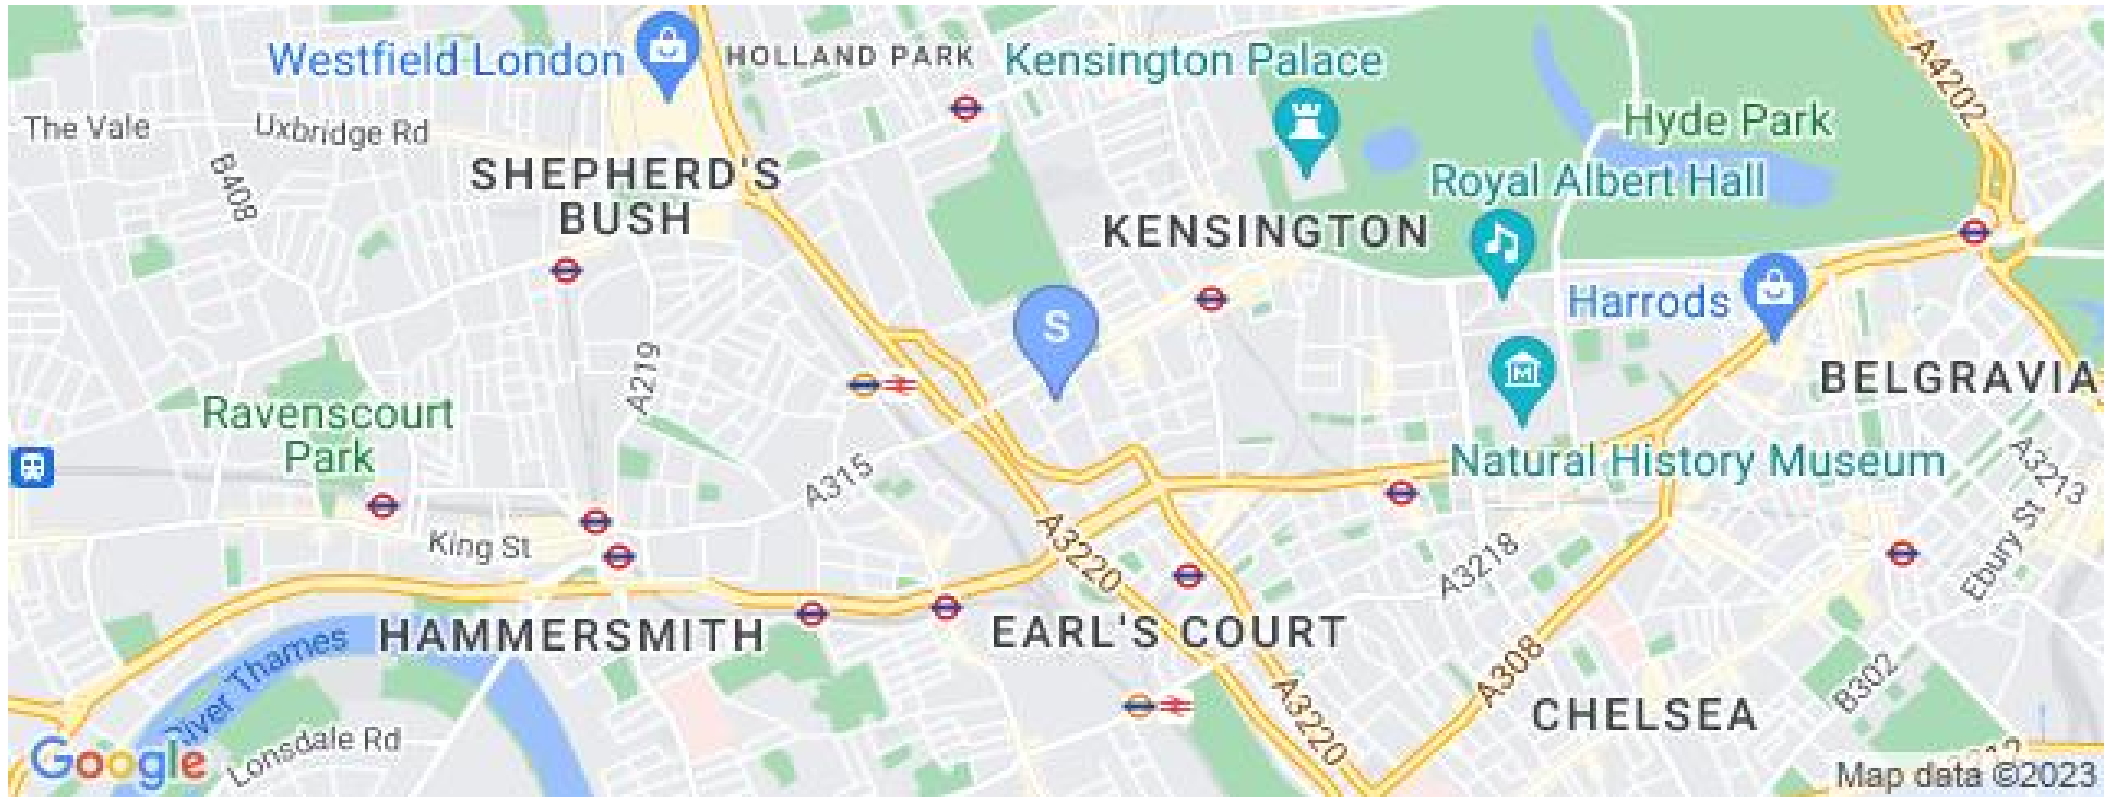 Westfield London
HOLLAND PARK
Kensington Palace
A4202
The Vale
Uxbridge Rd
Hyde Park
B408
SHEPHERD'S
BUSH
Royal Albert Hall
KENSINGTON
Harrods
S
A219
BELGRAVIA
Ravenscourt
Park
M
Natural History Museum
A315
A3213
King St
A3220
A3218
Ebury St
HAMMERSMITH
EARL'S COURT
River Thames
A308
A3220
B302
CHELSEA
Lonsdale Rd
Google
Map data ©2023